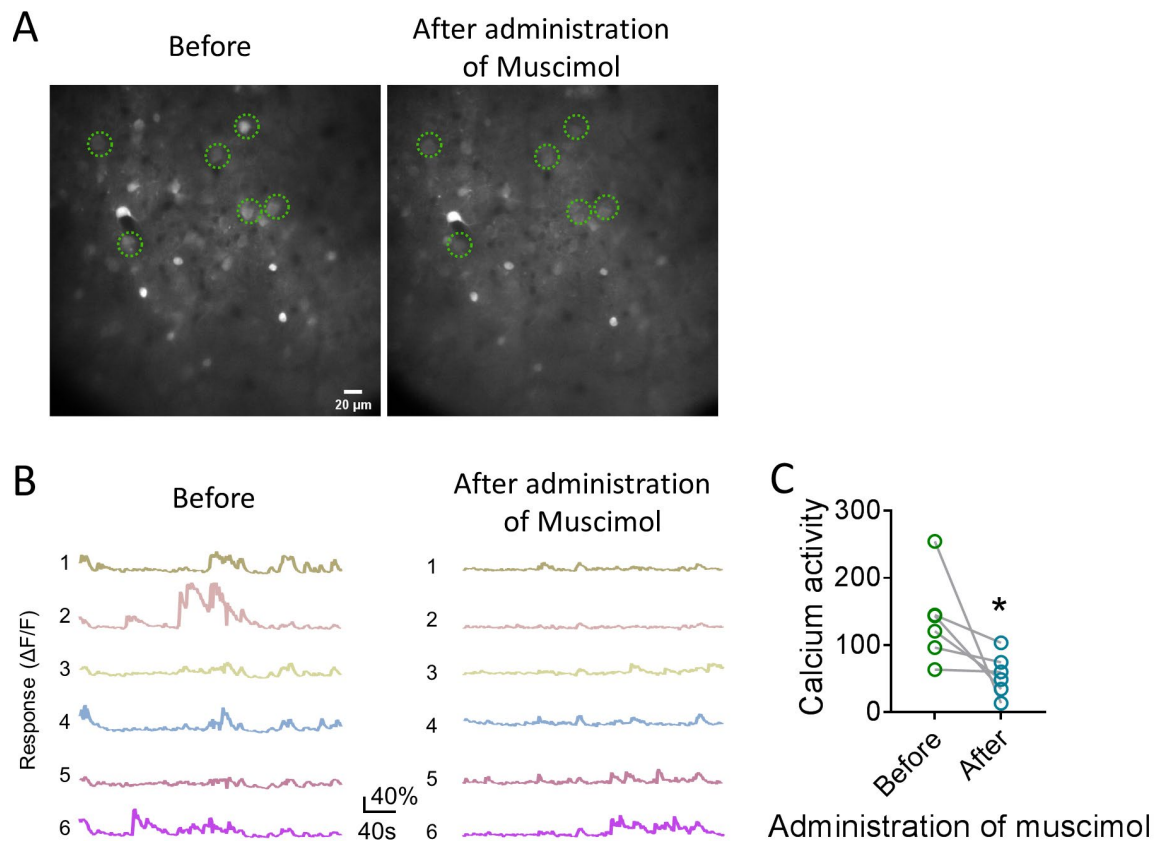 A
Before
After administration
of Muscimol
20 µm
B
Before
After administration
of Muscimol
Response (ΔF/F)
1
2
3
4
5
6
40%
40s
1
2
3
4
5
6
C
Calcium activity
300
200
100
0
*
Before
After
Administration of muscimol